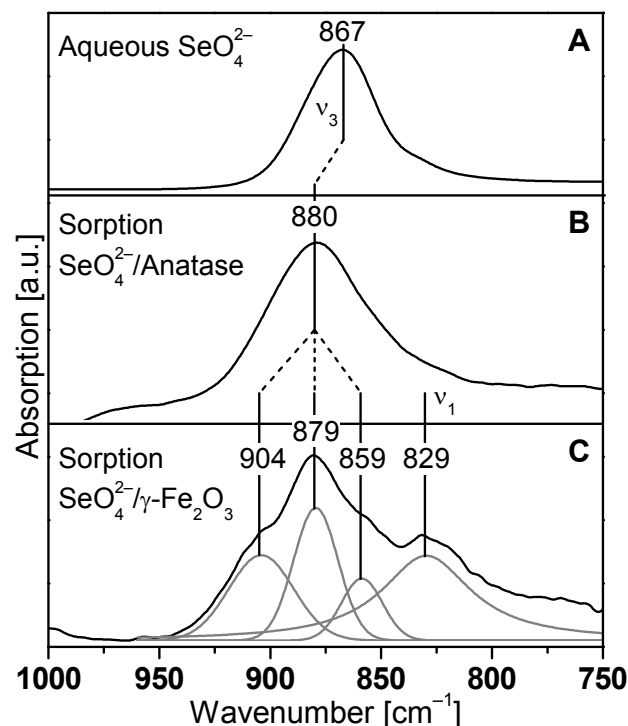 867
Aqueous SeO₄²⁻
A
ν₃
880
Sorption
B
SeO₄²⁻/Anatase
ν₁
879
904
859
829
Sorption
C
SeO₄²⁻/γ-Fe₂O₃
Absorption [a.u.]
1000 950 900 850 800 750
Wavenumber [cm⁻¹]